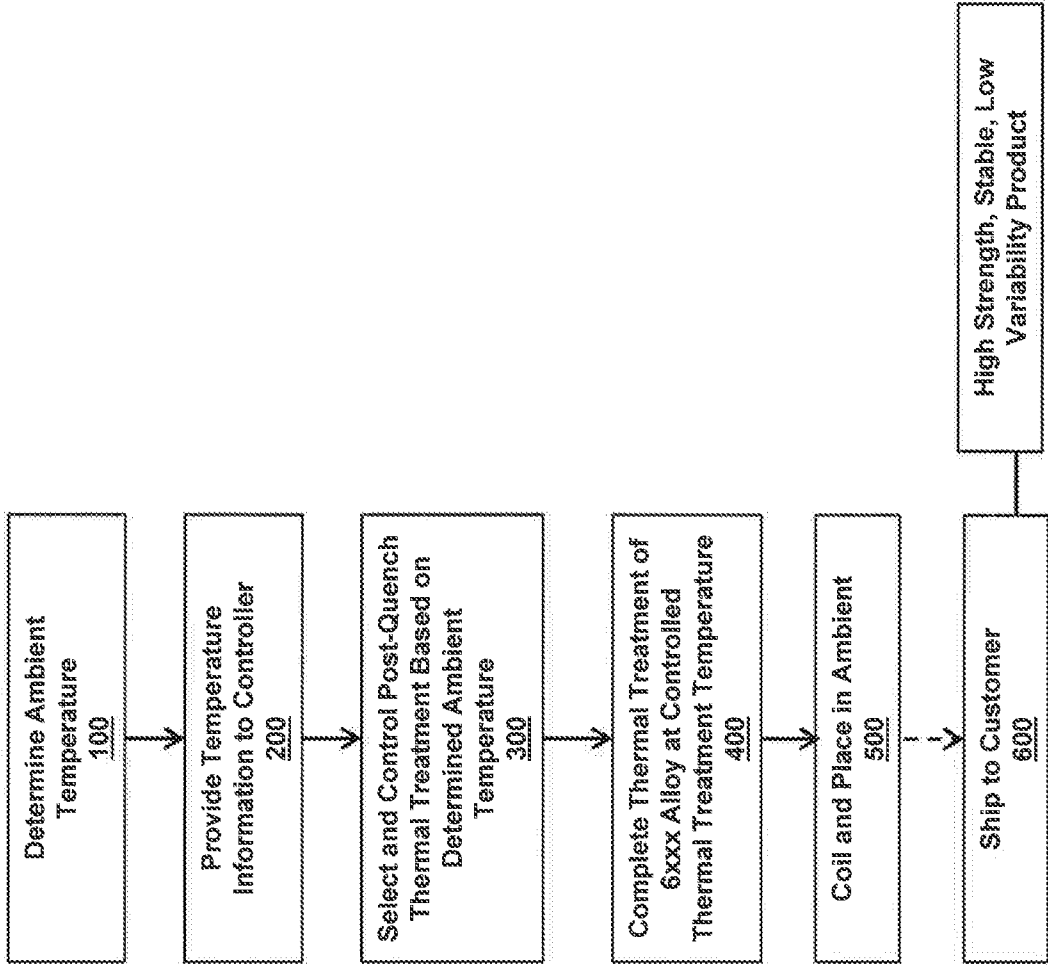 Determine Ambient
Temperature
100
Provide Temperature
Information to Controller
200
Select and Control Post-Quench
Thermal Treatment Based on
Determined Ambient
Temperature
300
Complete Thermal Treatment of
6xxx Alloy at Controlled
Thermal Treatment Temperature
400
Coil and Place in Ambient
500
Ship to Customer
600
High Strength, Stable, Low
Variability Product